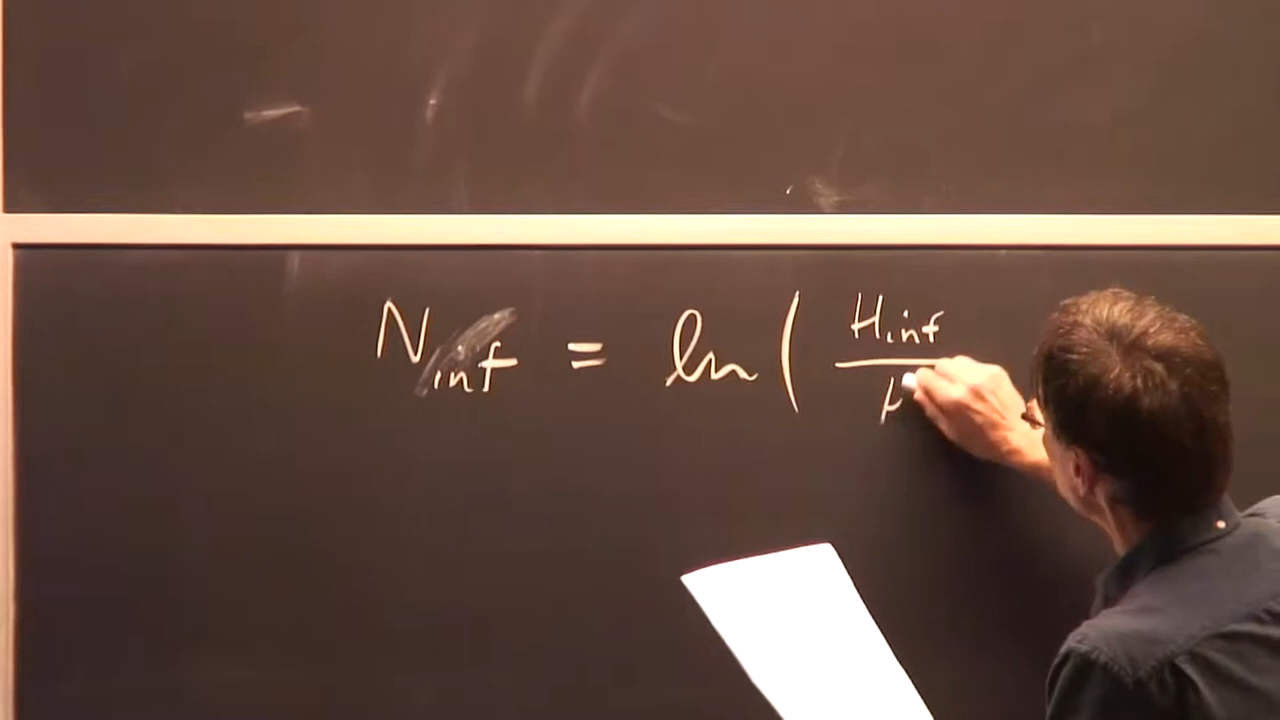 N_inf = ln ( H_inf /